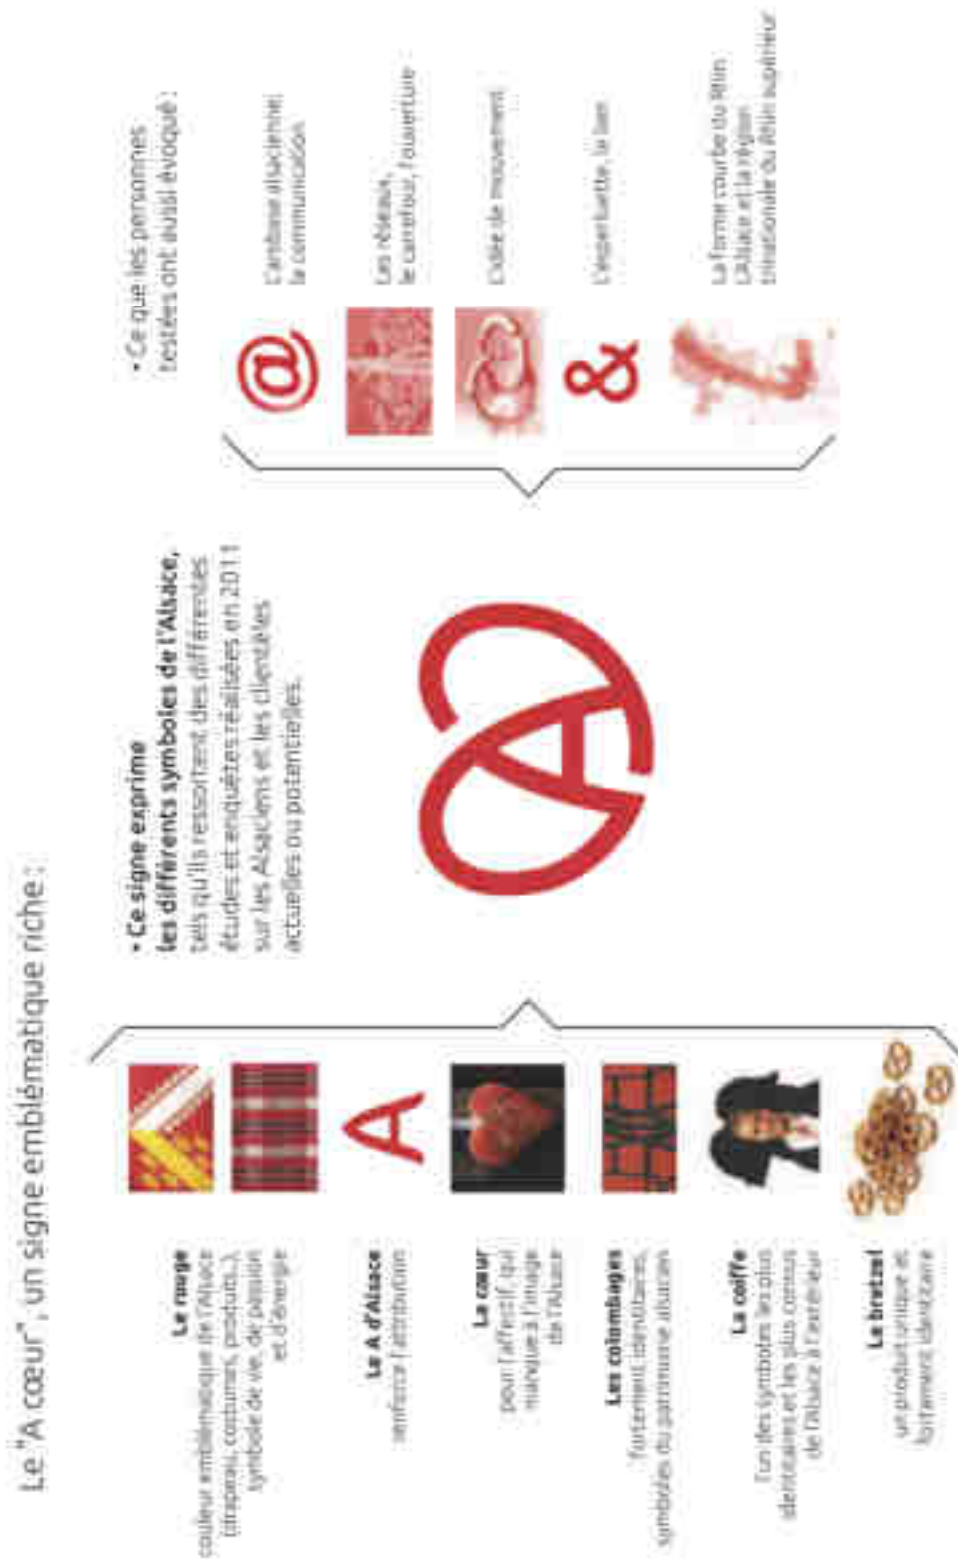 Le "A cœur", un signe emblématique riche :
Le rouge
couleur emblématique de l'Alsace
(drapeau, costumes, produits...),
symbole de vie, de passion
et d'énergie
Le A d'Alsace
renforce l'attribution
Le cœur
pour l'affectif, qui
manque à l'image
de l'Alsace
Les colombages
fortement identitaires,
symboles du patrimoine alsacien
La coiffe
l'un des symboles les plus
identitaires et les plus connus
de l'Alsace à l'extérieur
Le bretzel
un produit unique et
fortement identitaire
• Ce signe exprime
les différents symboles de l'Alsace,
tels qu'ils ressortent des différentes
études et enquêtes réalisées en 2011
sur les Alsaciens et les clientèles
actuelles ou potentielles.
A
• Ce que les personnes
testées ont aussi évoqué :
@
L'arobase alsacienne,
la communication
Les réseaux,
le carrefour, l'ouverture
L'idée de mouvement
&
L'esperluette, le lien
La forme courbe du Rhin
L'Alsace et la région
trinationale du Rhin supérieur